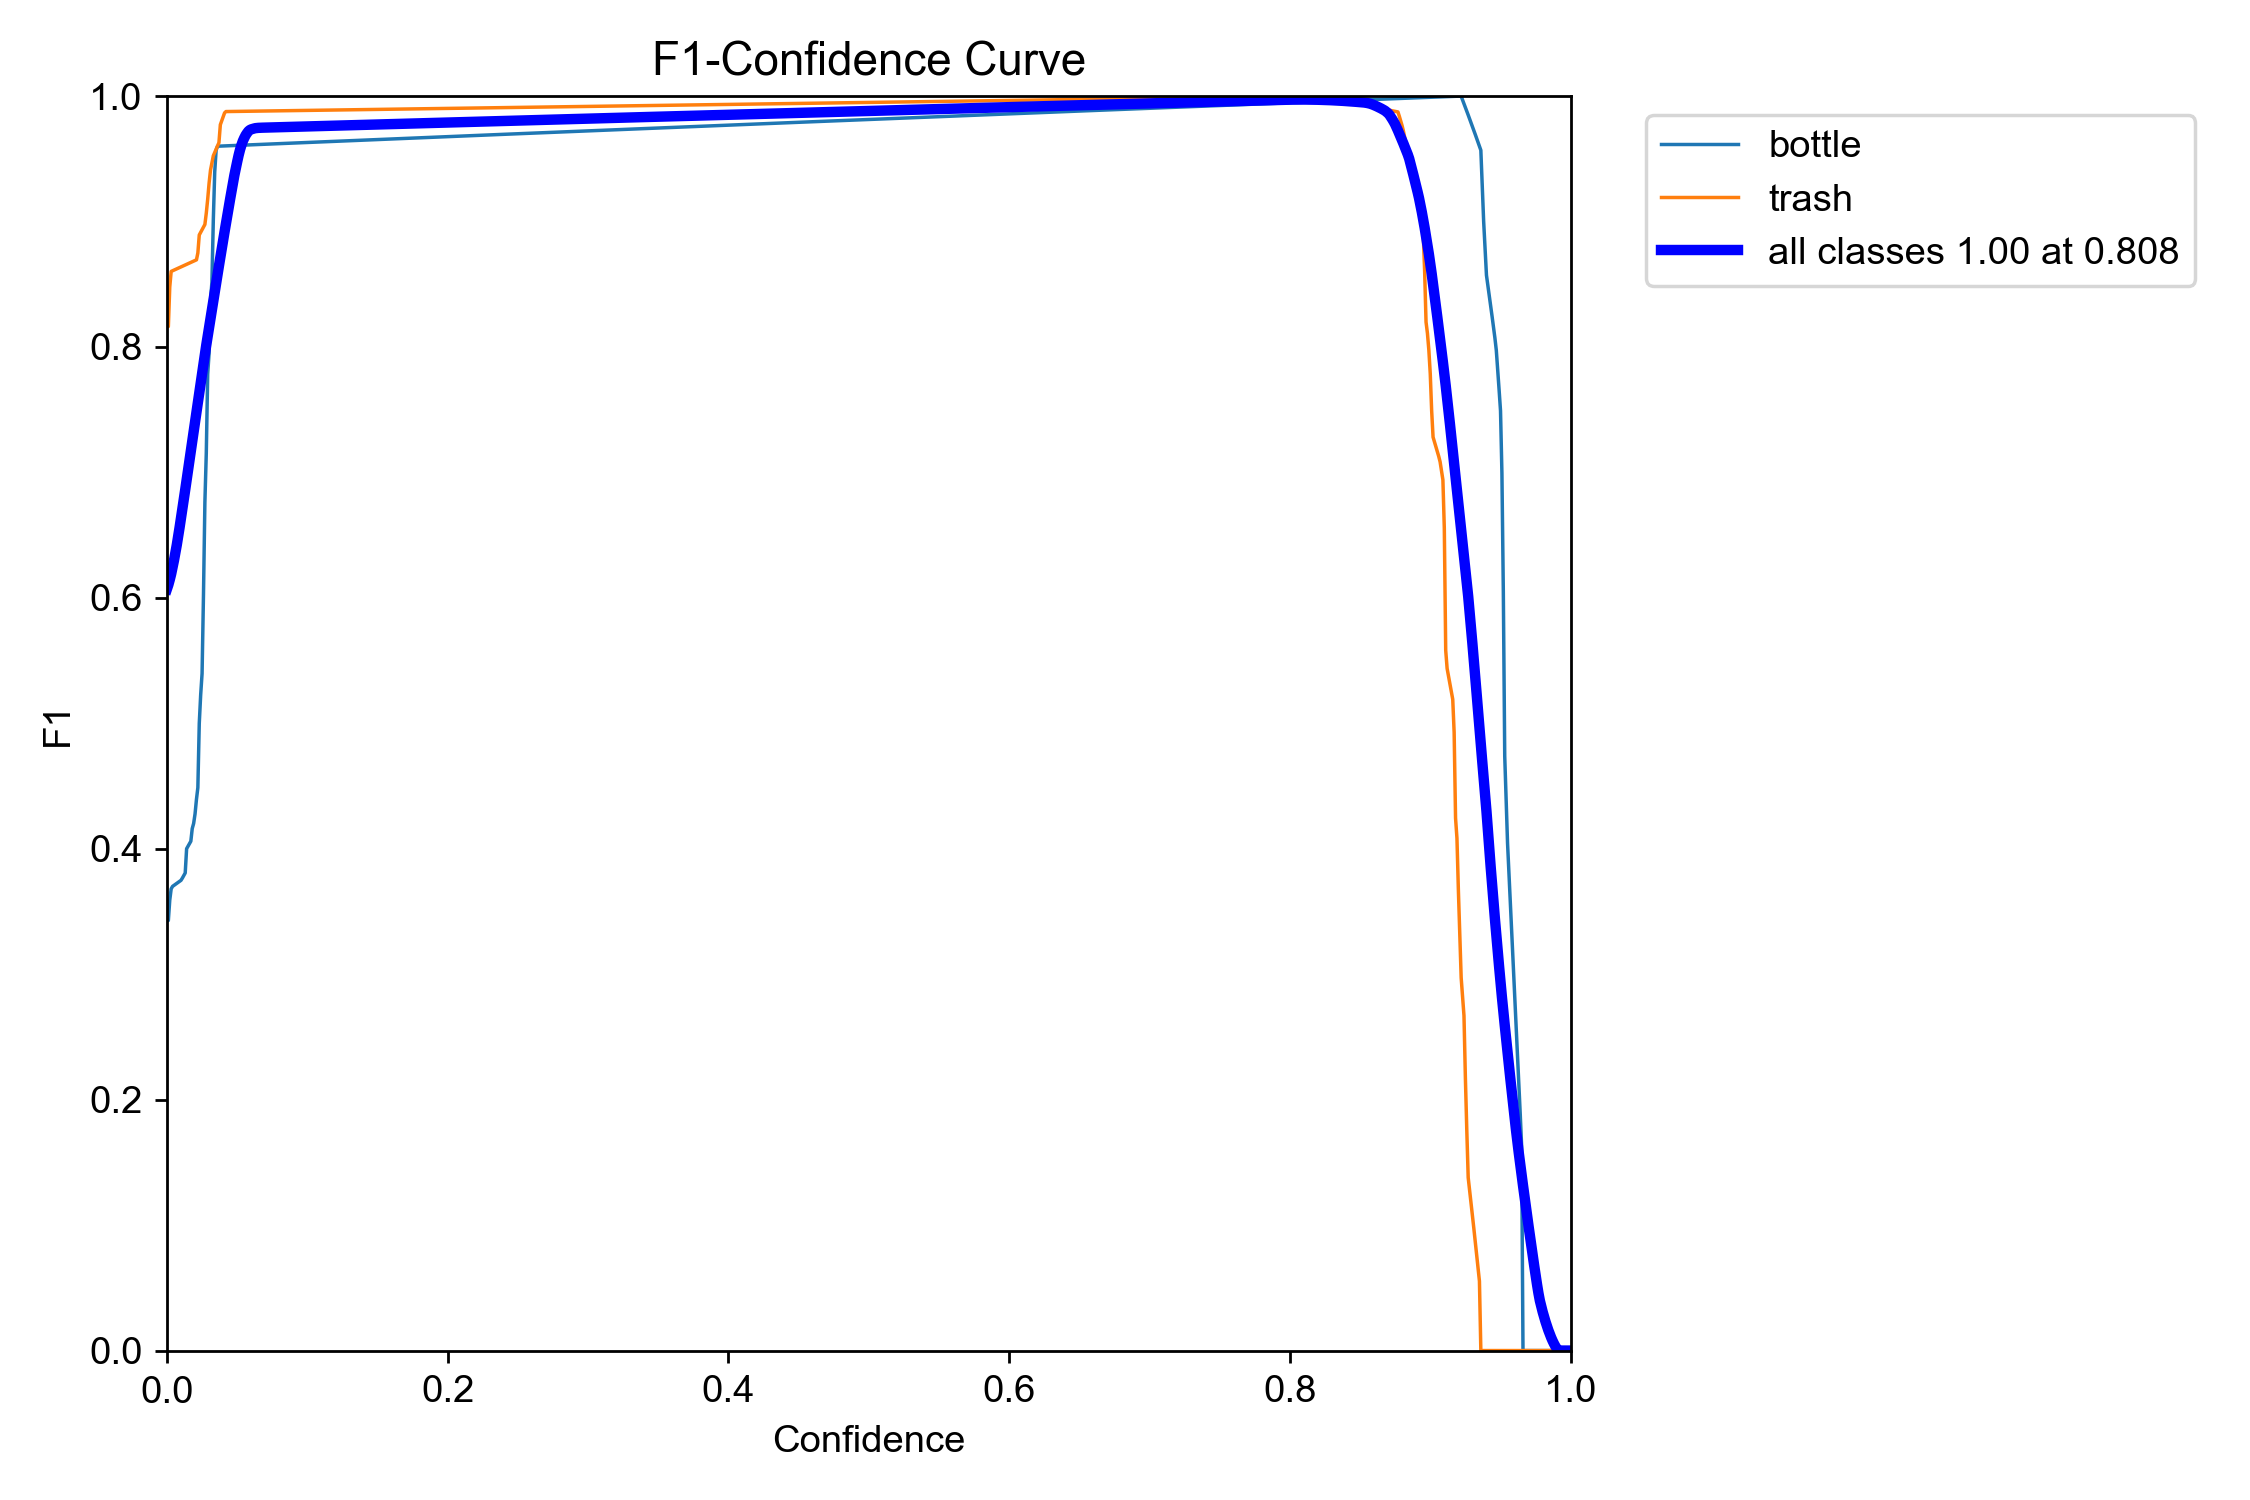 F1-Confidence Curve
1.0
0.8
0.6
0.4
0.2
0.0
F1
0.0 0.2 0.4 0.6 0.8 1.0
Confidence
bottle
trash
all classes 1.00 at 0.808